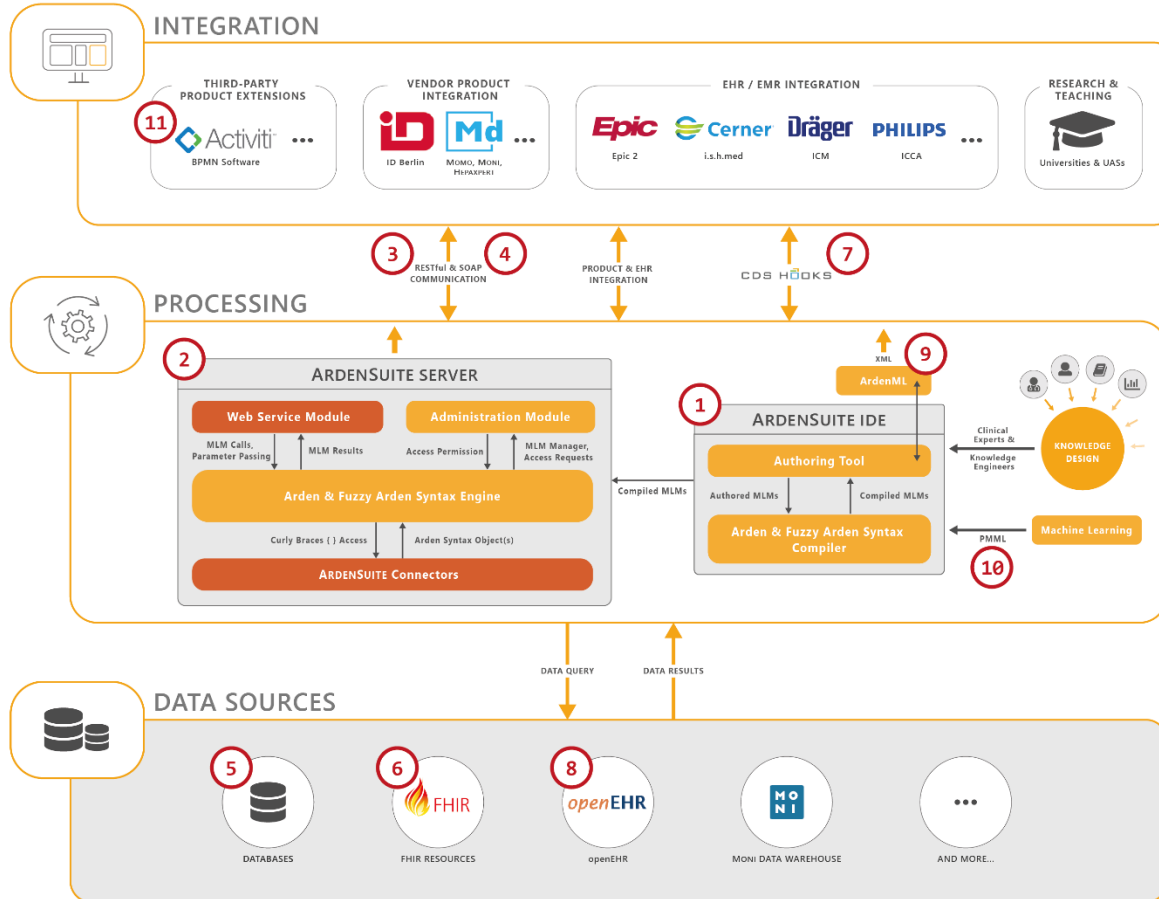 INTEGRATION
THIRD-PARTY
PRODUCT EXTENSIONS
11
Activiti
BPMN Software
...
VENDOR PRODUCT
INTEGRATION
iD
ID Berlin
Md
MOMO, MONI,
HEPAXPERT
...
EHR / EMR INTEGRATION
Epic
Epic 2
Cerner
i.s.h.med
Dräger
ICM
PHILIPS
ICCA
...
RESEARCH &
TEACHING
Universities & UASs
3
4
RESTful & SOAP
COMMUNICATION
PRODUCT & EHR
INTEGRATION
7
CDS HOOKS
PROCESSING
2
ARDENSUITE SERVER
Web Service Module
Administration Module
MLM Calls,
Parameter Passing
MLM Results
Access Permission
MLM Manager,
Access Requests
Arden & Fuzzy Arden Syntax Engine
Curly Braces { } Access
Arden Syntax Object(s)
ARDENSUITE Connectors
Compiled MLMs
XML
9
ArdenML
1
ARDENSUITE IDE
Authoring Tool
Authored MLMs
Compiled MLMs
Arden & Fuzzy Arden Syntax
Compiler
Clinical
Experts &
Knowledge
Engineers
KNOWLEDGE
DESIGN
PMML
10
Machine Learning
DATA QUERY
DATA RESULTS
DATA SOURCES
5
DATABASES
6
FHIR
FHIR RESOURCES
8
openEHR
openEHR
MONI
MONI DATA WAREHOUSE
...
AND MORE...